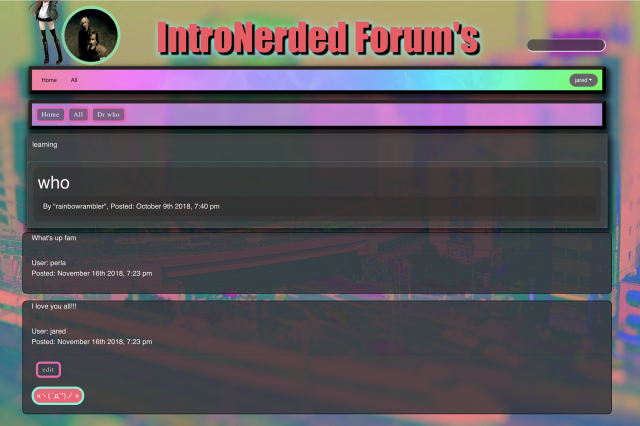 IntroNerded Forum's
Home All jared
Home All Dr who
learning
who
By "rainbowrambler", Posted: October 9th 2018, 7:40 pm
What's up fam
User: perla
Posted: November 16th 2018, 7:23 pm
I love you all!!!
User: jared
Posted: November 16th 2018, 7:23 pm
edit